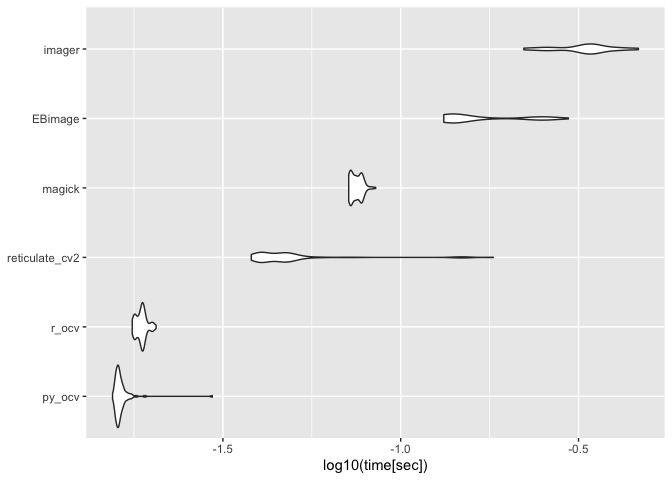 imager
EBimage
magick
reticulate_cv2
r_ocv
py_ocv
-1.5
-1.0
-0.5
log10(time[sec])